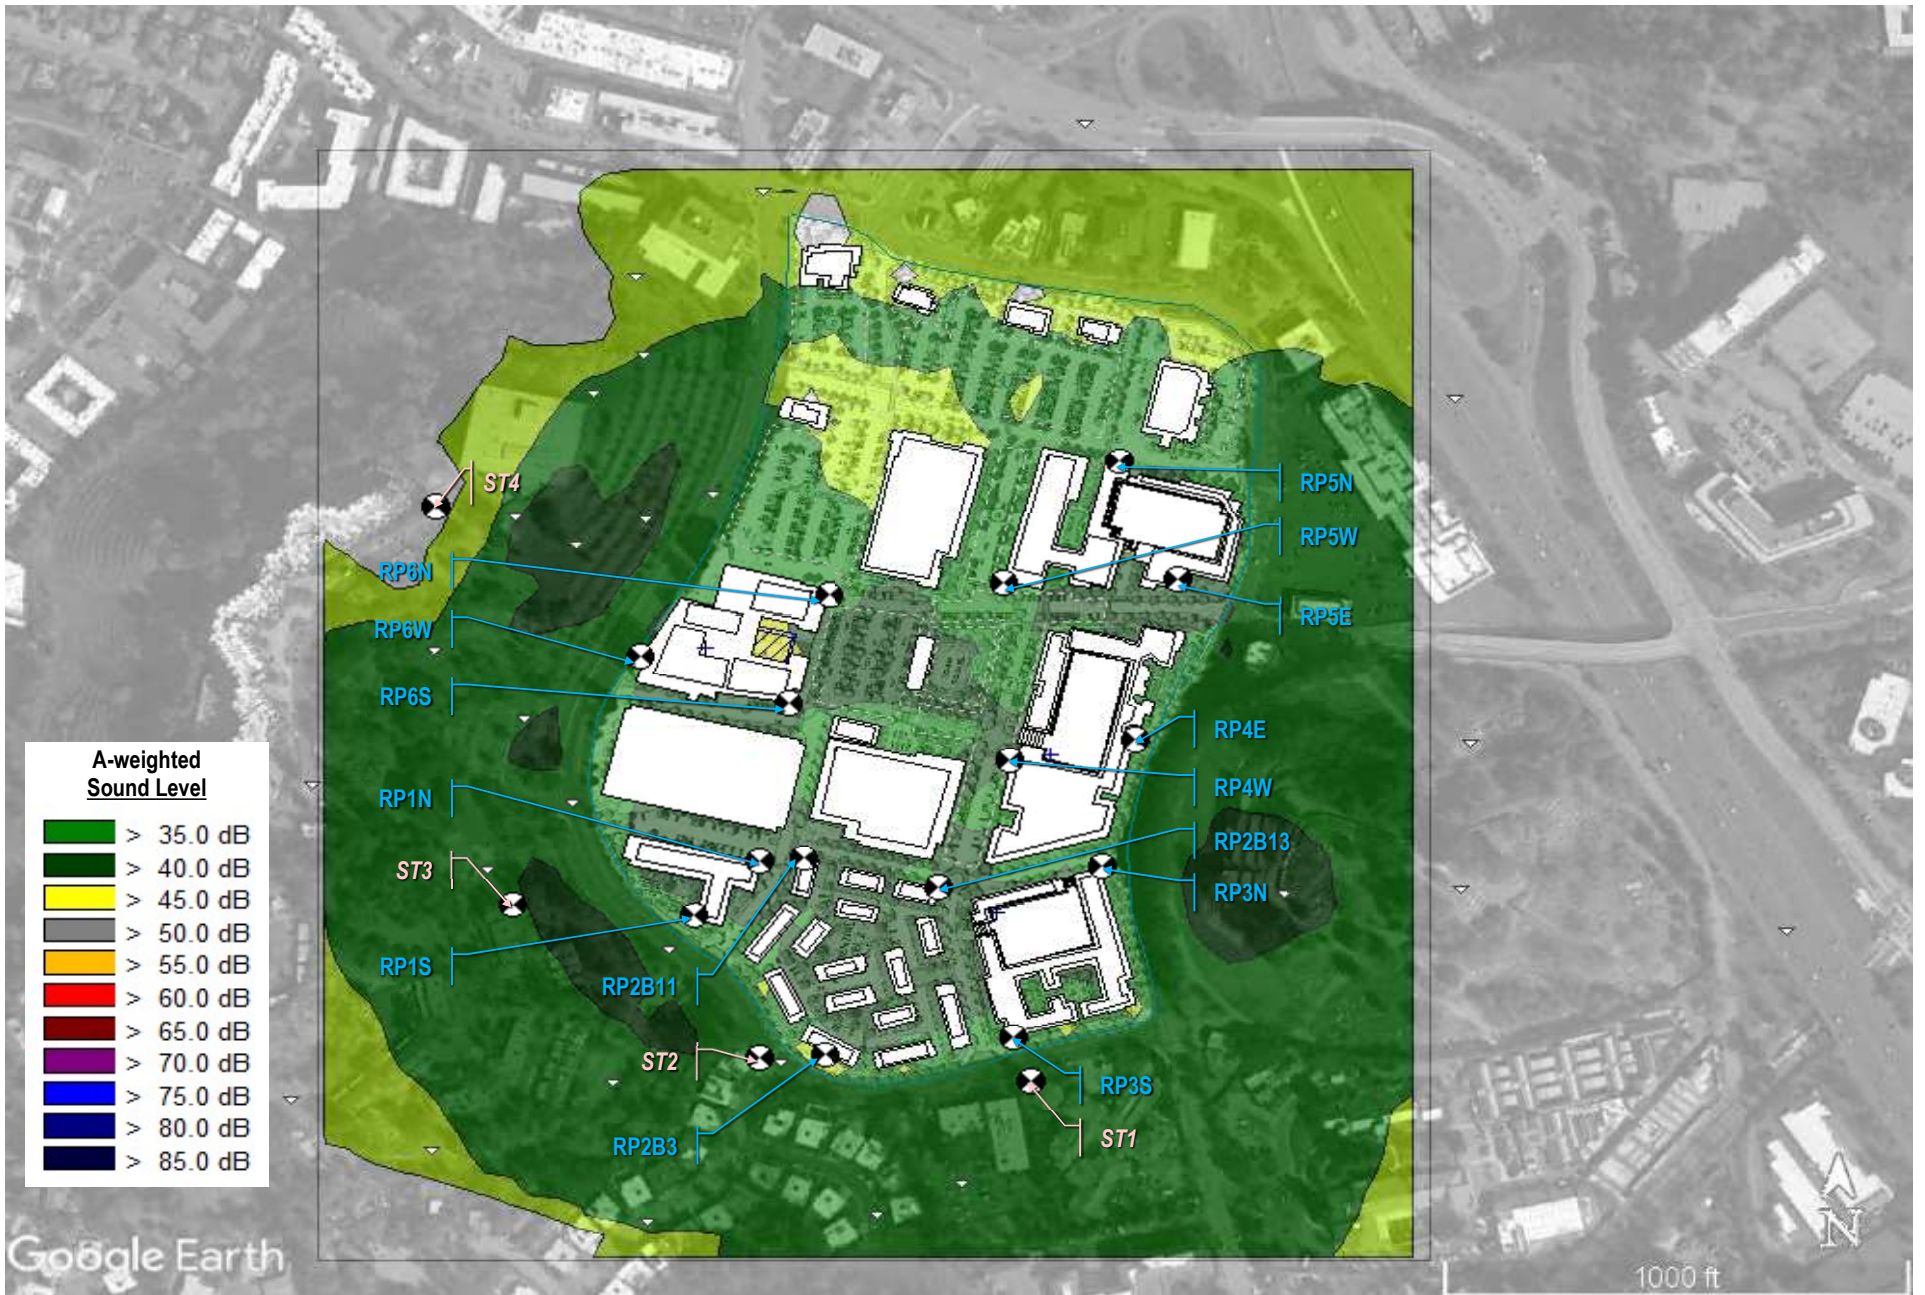 ST4
RP5N
RP5W
RP6N
RP5E
RP6W
RP6S
RP4E
A-weighted
Sound Level
RP4W
RP1N
> 35.0 dB
RP2B13
> 40.0 dB
ST3
> 45.0 dB
RP3N
> 50.0 dB
> 55.0 dB
RP1S
RP2B11
> 60.0 dB
> 65.0 dB
ST2
> 70.0 dB
RP3S
> 75.0 dB
> 80.0 dB
ST1
RP2B3
> 85.0 dB
N
Google Earth
1000 ft